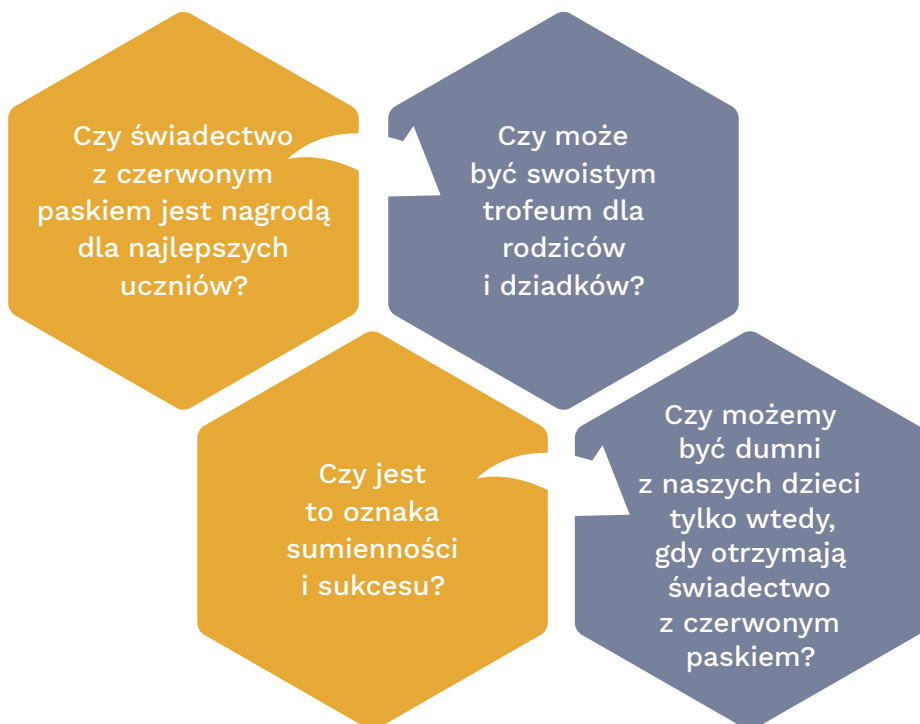 Czy świadectwo
z czerwonym
paskiem jest nagrodą
dla najlepszych
uczniów?
Czy może
być swoistym
trofeum dla
rodziców
i dziadków?
Czy jest
to oznaka
sumienności
i sukcesu?
Czy możemy
być dumni
z naszych dzieci
tylko wtedy,
gdy otrzymają
świadectwo
z czerwonym
paskiem?